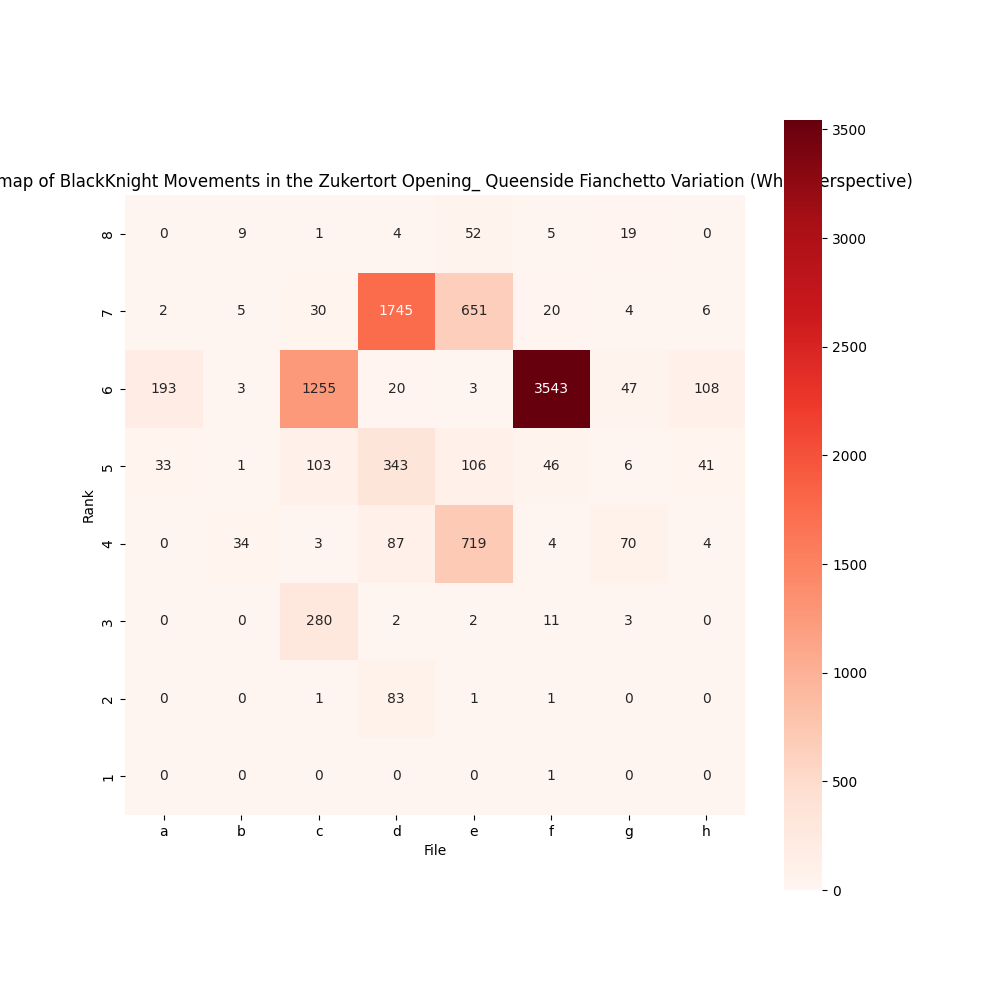 map of BlackKnight Movements in the Zukertort Opening_ Queenside Fianchetto Variation (Wh erspective)
8 0 9 1 4 52 5 19 0
7 2 5 30 1745 651 20 4 6
6 193 3 1255 20 3 3543 47 108
5 33 1 103 343 106 46 6 41
4 0 34 3 87 719 4 70 4
3 0 0 280 2 2 11 3 0
2 0 0 1 83 1 1 0 0
1 0 0 0 0 0 1 0 0
a b c d e f g h
File
Rank
3500
3000
2500
2000
1500
1000
500
0